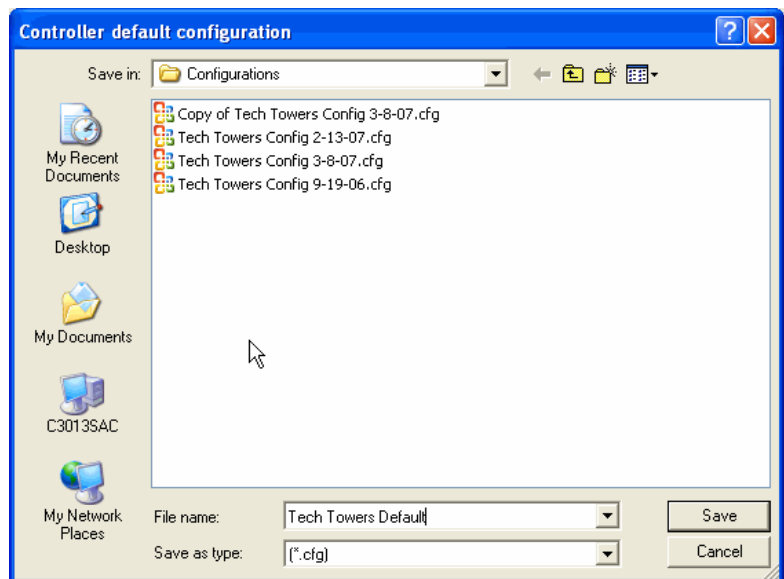 Controller default configuration
Save in: Configurations
Copy of Tech Towers Config 3-8-07.cfg
Tech Towers Config 2-13-07.cfg
Tech Towers Config 3-8-07.cfg
Tech Towers Config 9-19-06.cfg
My Recent
Documents
Desktop
My Documents
C3013SAC
My Network
Places
File name: Tech Towers Default
Save
Save as type: (*.cfg)
Cancel